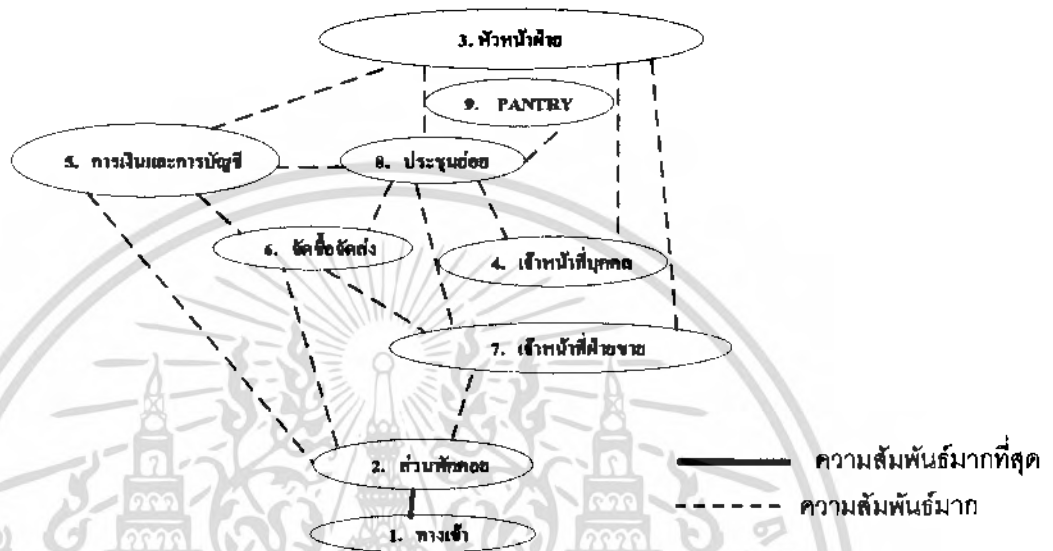 3. หัวหน้าฝ่าย
9. PANTRY
5. การเงินและการบัญชี
8. ประชุมย่อย
6. จัดซื้อจัดส่ง
4. เจ้าหน้าที่บุคคล
7. เจ้าหน้าที่ฝ่ายขาย
2. ส่วนพักคอย
ความสัมพันธ์มากที่สุด
ความสัมพันธ์มาก
1. ทางเข้า